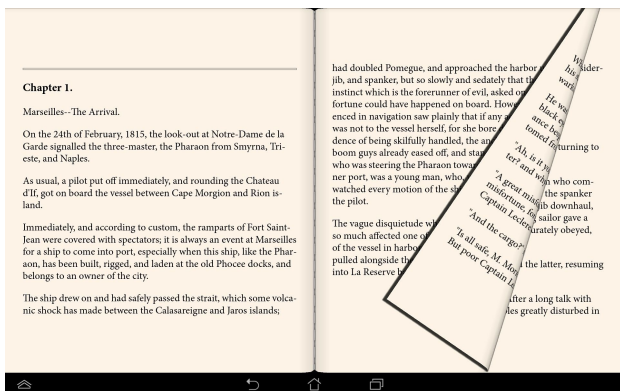 Chapter 1.
Marseilles--The Arrival.
On the 24th of February, 1815, the look-out at Notre-Dame de la
Garde signalled the three-master, the Pharaon from Smyrna, Tri-
este, and Naples.
As usual, a pilot put off immediately, and rounding the Chateau
d'If, got on board the vessel between Cape Morgion and Rion is-
land.
Immediately, and according to custom, the ramparts of Fort Saint-
Jean were covered with spectators; it is always an event at Marseilles
for a ship to come into port, especially when this ship, like the Phar-
aon, has been built, rigged, and laden at the old Phocee docks, and
belongs to an owner of the city.
The ship drew on and had safely passed the strait, which some volca-
nic shock has made between the Calasareigne and Jaros islands;
had doubled Pomegue, and approached the harbor
jib, and spanker, but so slowly and sedately that
instinct which is the forerunner of evil, asked
fortune could have happened on board.
enced in navigation saw plainly that if any
was not to the vessel herself, for she bore
dence of being skilfully handled, the
boom guys already eased off, and
who was steering the Pharaon
ner port, was a young man, who,
watched every motion of the
the pilot.
The vague disquietude
so much affected one
of the vessel in
pulled alongside
into La Reserve
his
He was
black
"Ah, is it
ter? and
"A great
misfortune,
Captain
"And the cargo?"
"Is all safe, M.
But poor Captain
sider-
turning to
who com-
the spanker
downhaul,
sailor gave a
obeyed,
the latter, resuming
After a long talk with
greatly disturbed in